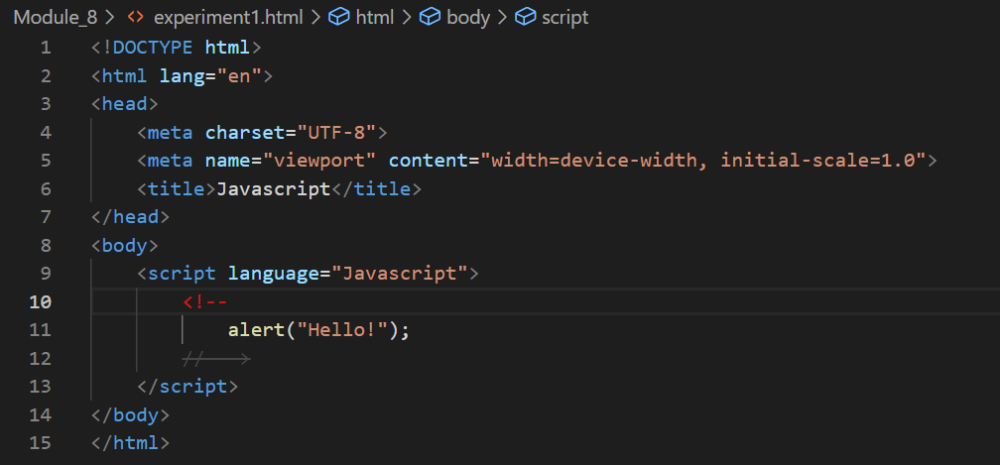 Module_8 > <> experiment1.html > html > body > script
1 <!DOCTYPE html>
2 <html lang="en">
3 <head>
4     <meta charset="UTF-8">
5     <meta name="viewport" content="width=device-width, initial-scale=1.0">
6     <title>Javascript</title>
7 </head>
8 <body>
9     <script language="Javascript">
10         <!--
11             alert("Hello!");
12         //-->
13     </script>
14 </body>
15 </html>